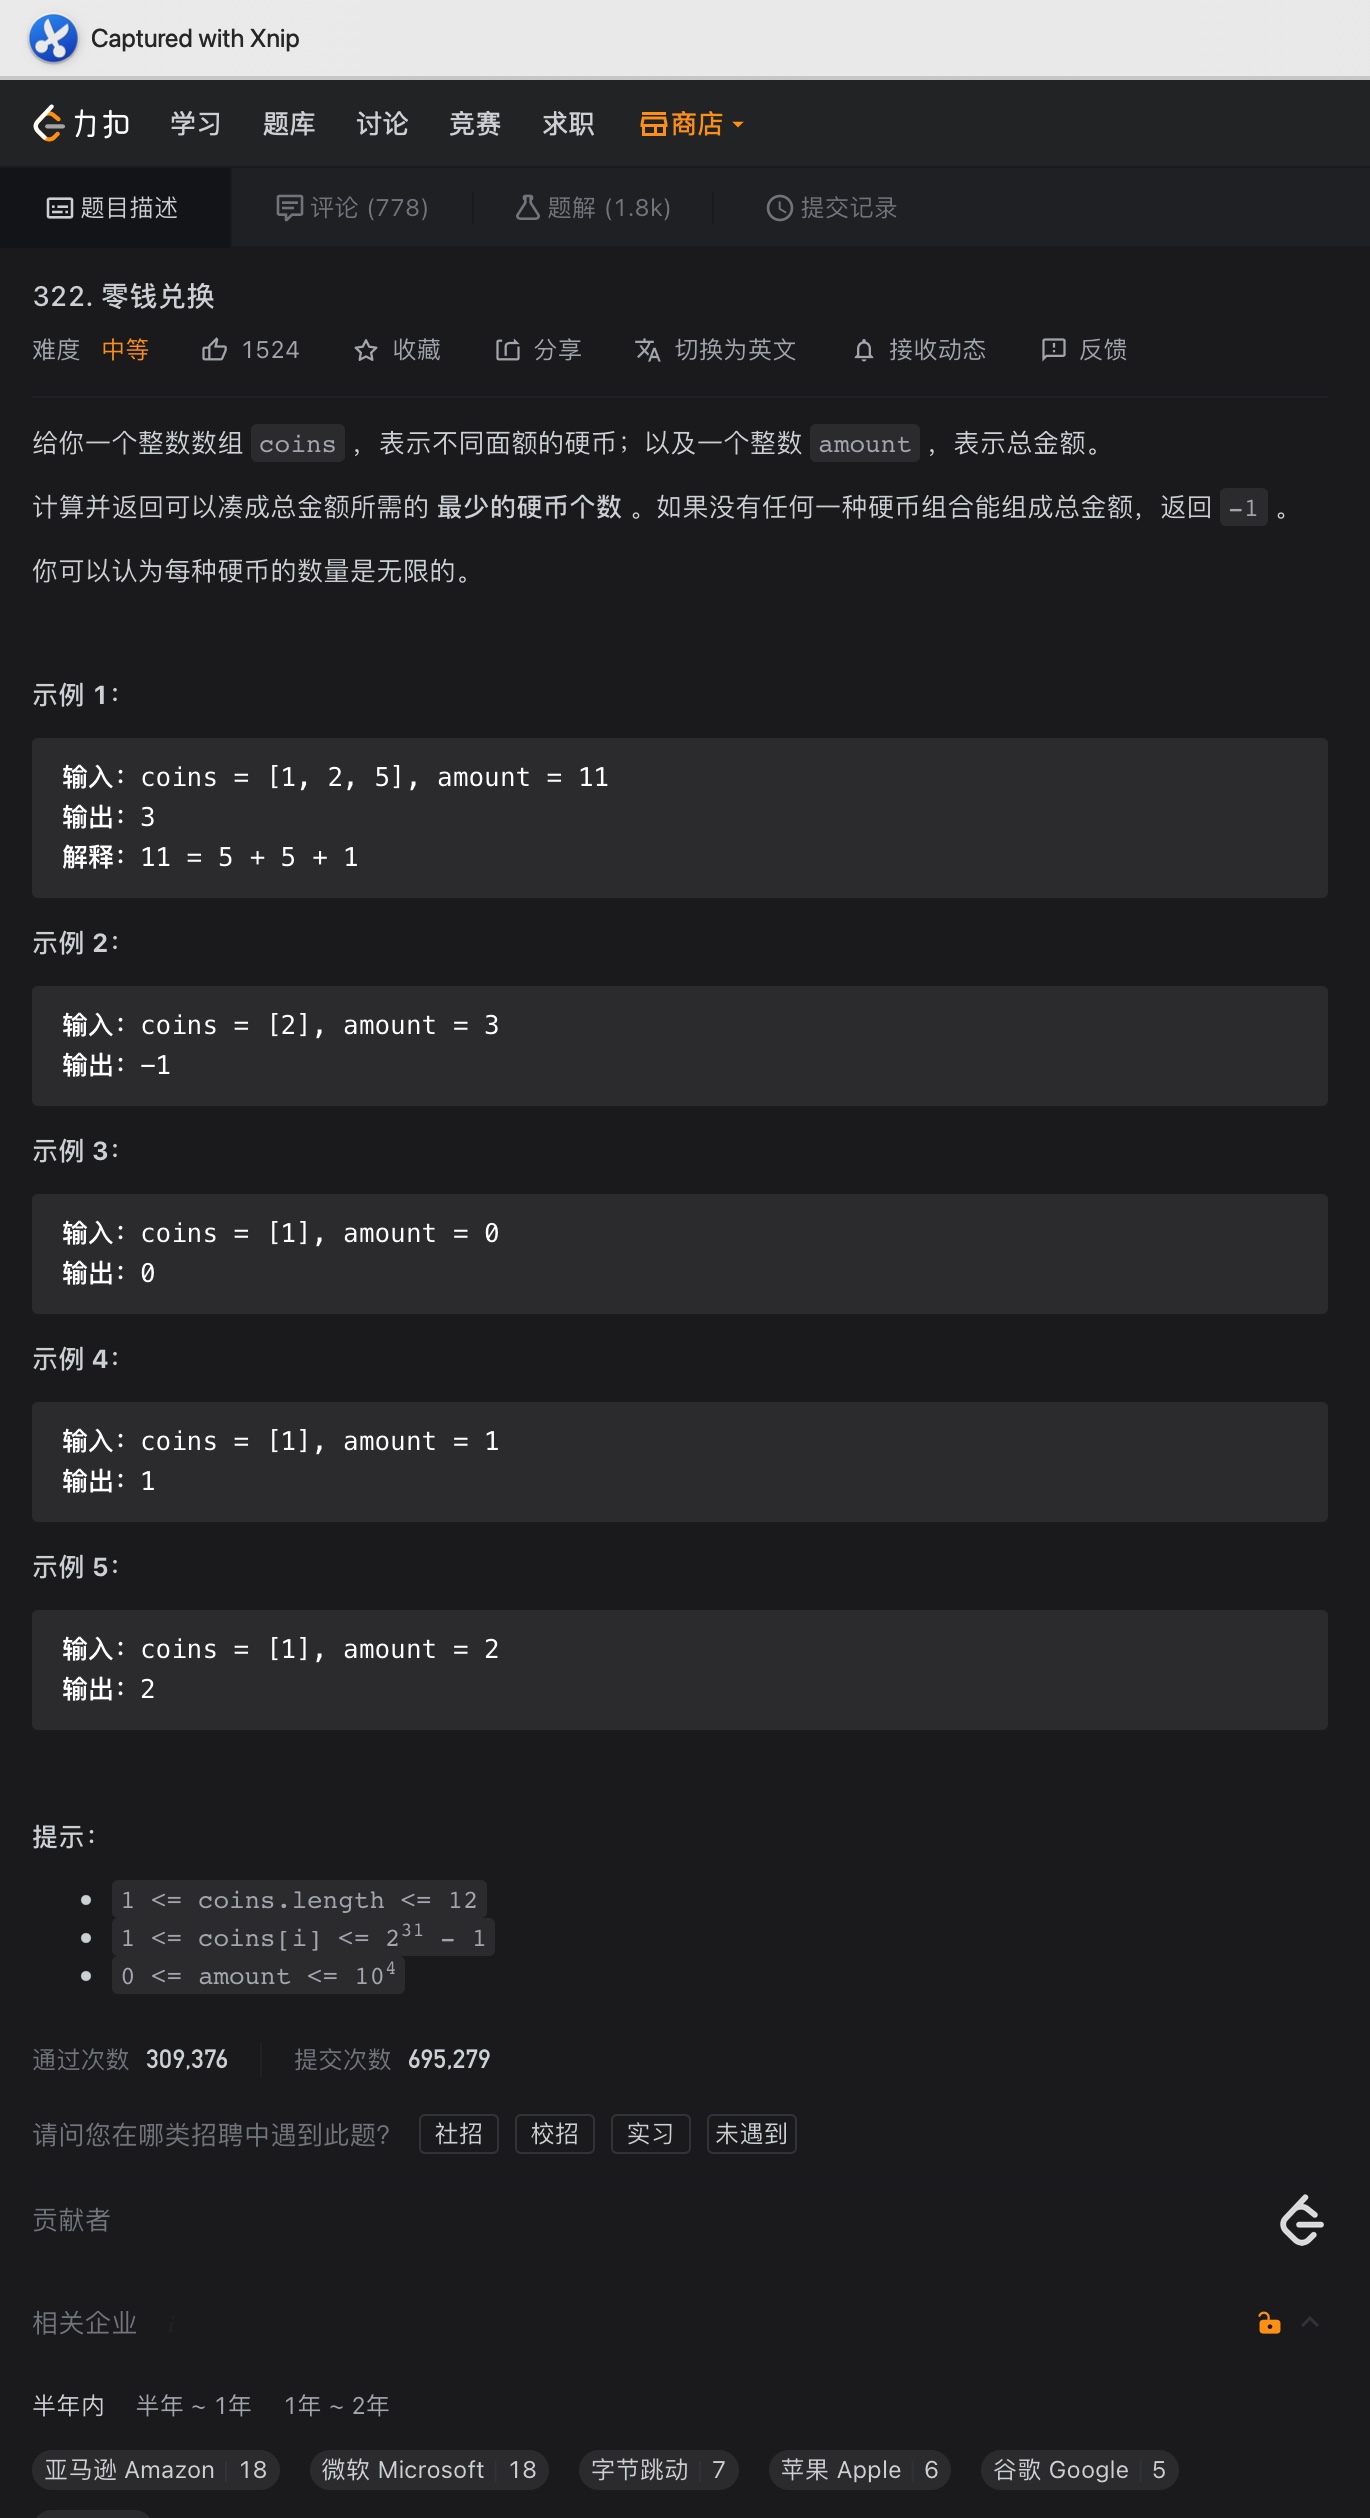 Captured with Xnip
力扣 学习 题库 讨论 竞赛 求职 商店
题目描述 评论 (778) 题解 (1.8k) 提交记录
322. 零钱兑换
难度 中等 1524 收藏 分享 切换为英文 接收动态 反馈
给你一个整数数组 coins ，表示不同面额的硬币；以及一个整数 amount ，表示总金额。
计算并返回可以凑成总金额所需的 最少的硬币个数 。如果没有任何一种硬币组合能组成总金额，返回 -1 。
你可以认为每种硬币的数量是无限的。
示例 1：
输入：coins = [1, 2, 5], amount = 11
输出：3
解释：11 = 5 + 5 + 1
示例 2：
输入：coins = [2], amount = 3
输出：-1
示例 3：
输入：coins = [1], amount = 0
输出：0
示例 4：
输入：coins = [1], amount = 1
输出：1
示例 5：
输入：coins = [1], amount = 2
输出：2
提示：
1 <= coins.length <= 12
1 <= coins[i] <= 2³¹ - 1
0 <= amount <= 10⁴
通过次数 309,376 提交次数 695,279
请问您在哪类招聘中遇到此题? 社招 校招 实习 未遇到
贡献者
相关企业 i
半年内 半年 ~ 1年 1年 ~ 2年
亚马逊 Amazon 18 微软 Microsoft 18 字节跳动 7 苹果 Apple 6 谷歌 Google 5